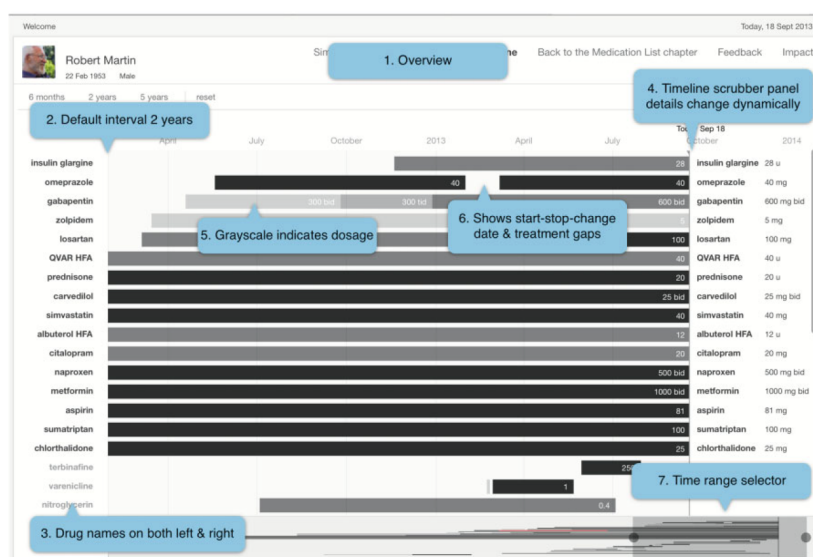 Welcome
Today, 18 Sept 2013
Robert Martin
22 Feb 1953 Male
1. Overview
Back to the Medication List chapter Feedback Impact
6 months 2 years 5 years reset
2. Default interval 2 years
4. Timeline scrubber panel
details change dynamically
Sep 18
April July October 2013 April July October 2014
insulin glargine 28 insulin glargine 28 u
omeprazole 40 40 omeprazole 40 mg
gabapentin 300 bid 300 tid 600 bid gabapentin 600 mg bid
zolpidem 5 zolpidem 5 mg
5. Grayscale indicates dosage
6. Shows start-stop-change
date & treatment gaps
losartan 100 losartan 100 mg
QVAR HFA 40 QVAR HFA 40 u
prednisone 20 prednisone 20 u
carvedilol 25 bid carvedilol 25 mg bid
simvastatin 40 simvastatin 40 mg
albuterol HFA 12 albuterol HFA 12 u
citalopram 20 citalopram 20 mg
naproxen 500 bid naproxen 500 mg bid
metformin 1000 bid metformin 1000 mg bid
aspirin 81 aspirin 81 mg
sumatriptan 100 sumatriptan 100 mg
chlorthalidone 25 chlorthalidone 25 mg
terbinafine
varenicline 1
7. Time range selector
nitroglycerin 0.4
3. Drug names on both left & right